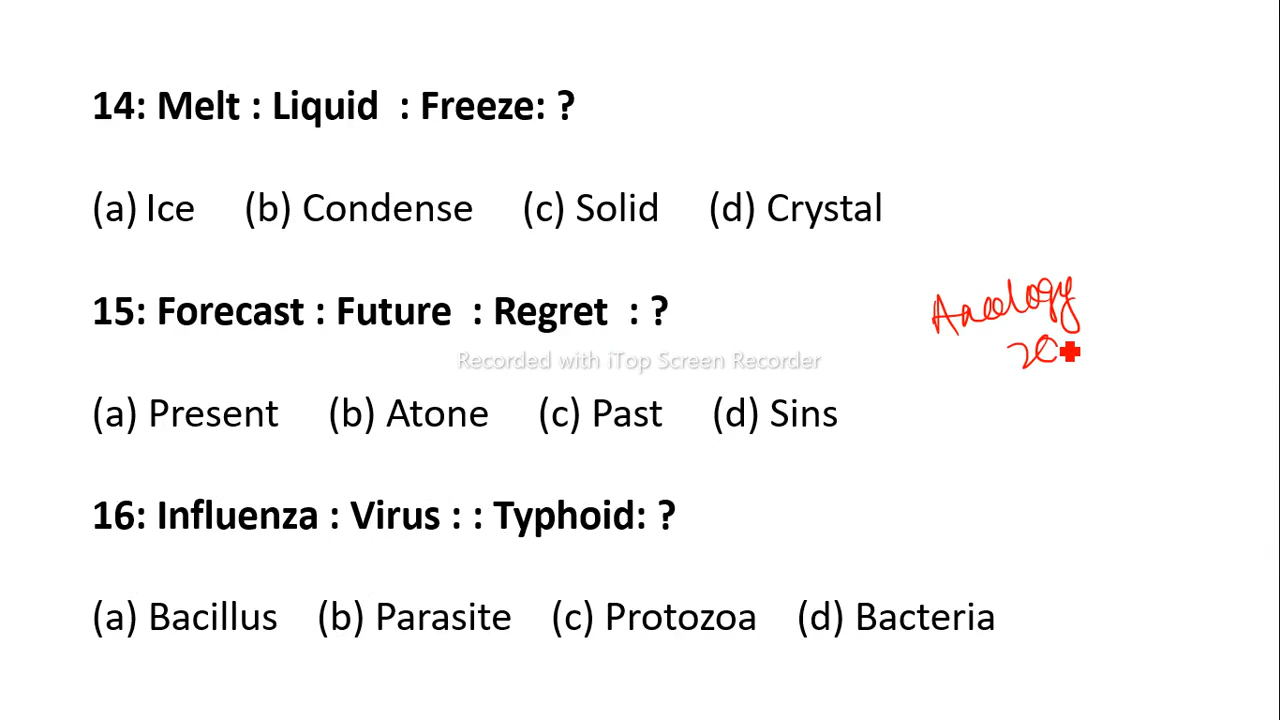 14: Melt : Liquid : Freeze: ?
(a) Ice (b) Condense (c) Solid (d) Crystal
15: Forecast : Future : Regret : ?
Recorded with iTop Screen Recorder
(a) Present (b) Atone (c) Past (d) Sins
16: Influenza : Virus : : Typhoid: ?
(a) Bacillus (b) Parasite (c) Protozoa (d) Bacteria